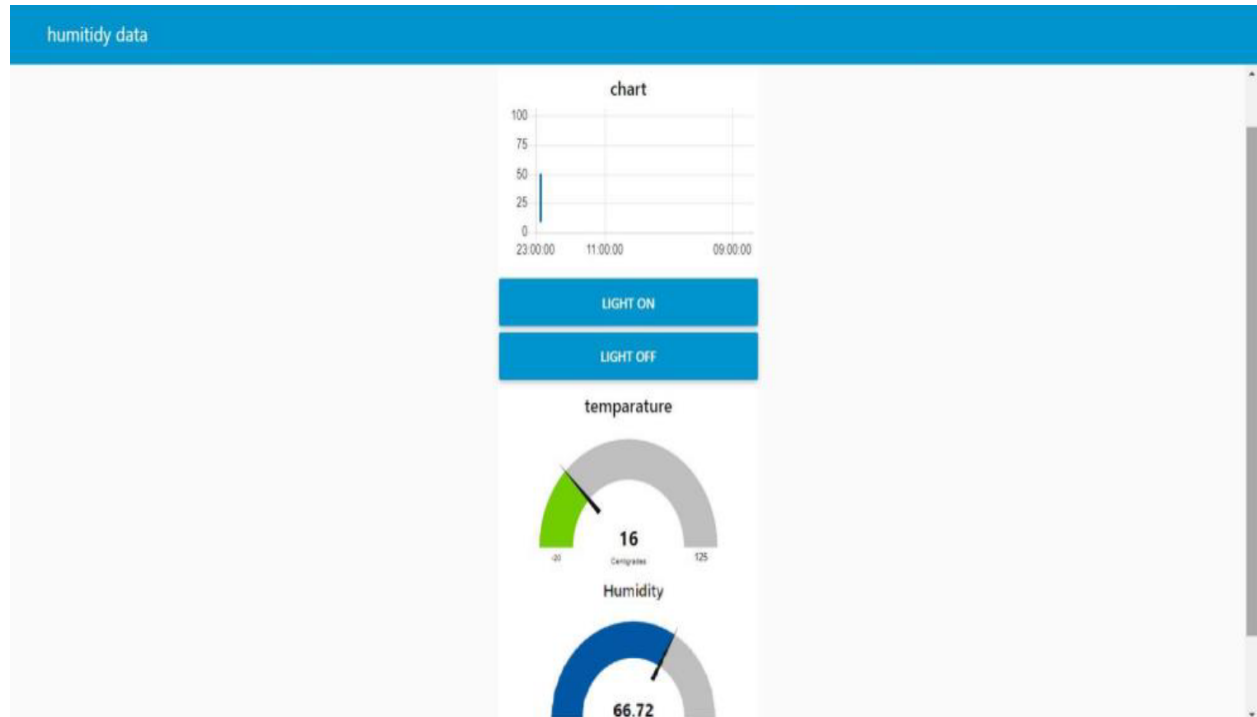 humitidy data
chart
100
75
50
25
0
23:00:00 11:00:00 09:00:00
LIGHT ON
LIGHT OFF
temparature
16
-20 Centigrades 125
Humidity
66.72